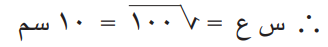 ∴ س ع = √١٠٠ = ١٠ سم